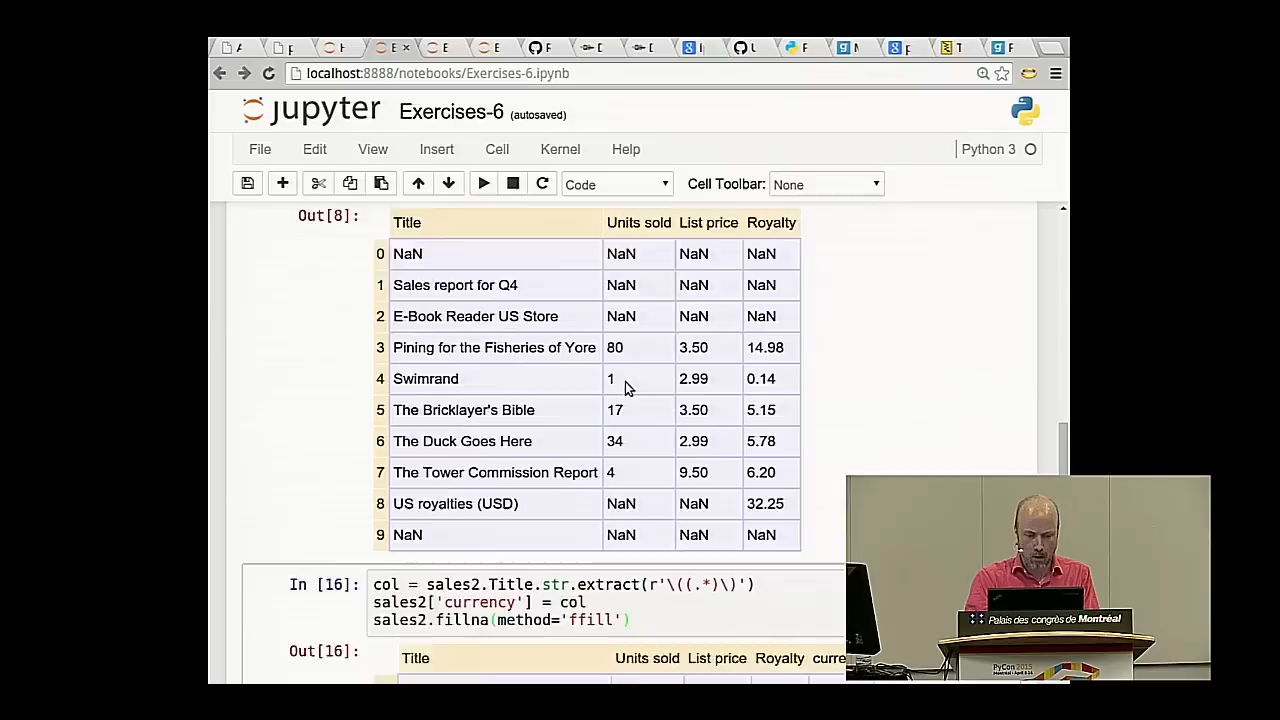 localhost:8888/notebooks/Exercises-6.ipynb
jupyter Exercises-6 (autosaved)
File Edit View Insert Cell Kernel Help Python 3
Code Cell Toolbar: None
Out[8]: Title Units sold List price Royalty
0 NaN NaN NaN NaN
1 Sales report for Q4 NaN NaN NaN
2 E-Book Reader US Store NaN NaN NaN
3 Pining for the Fisheries of Yore 80 3.50 14.98
4 Swimrand 1 2.99 0.14
5 The Bricklayer's Bible 17 3.50 5.15
6 The Duck Goes Here 34 2.99 5.78
7 The Tower Commission Report 4 9.50 6.20
8 US royalties (USD) NaN NaN 32.25
9 NaN NaN NaN NaN
In [16]: col = sales2.Title.str.extract(r'\((.*)\)')
sales2['currency'] = col
sales2.fillna(method='ffill')
Out[16]: Title Units sold List price Royalty curre
Palais des congrès de Montréal
PyCon 2015